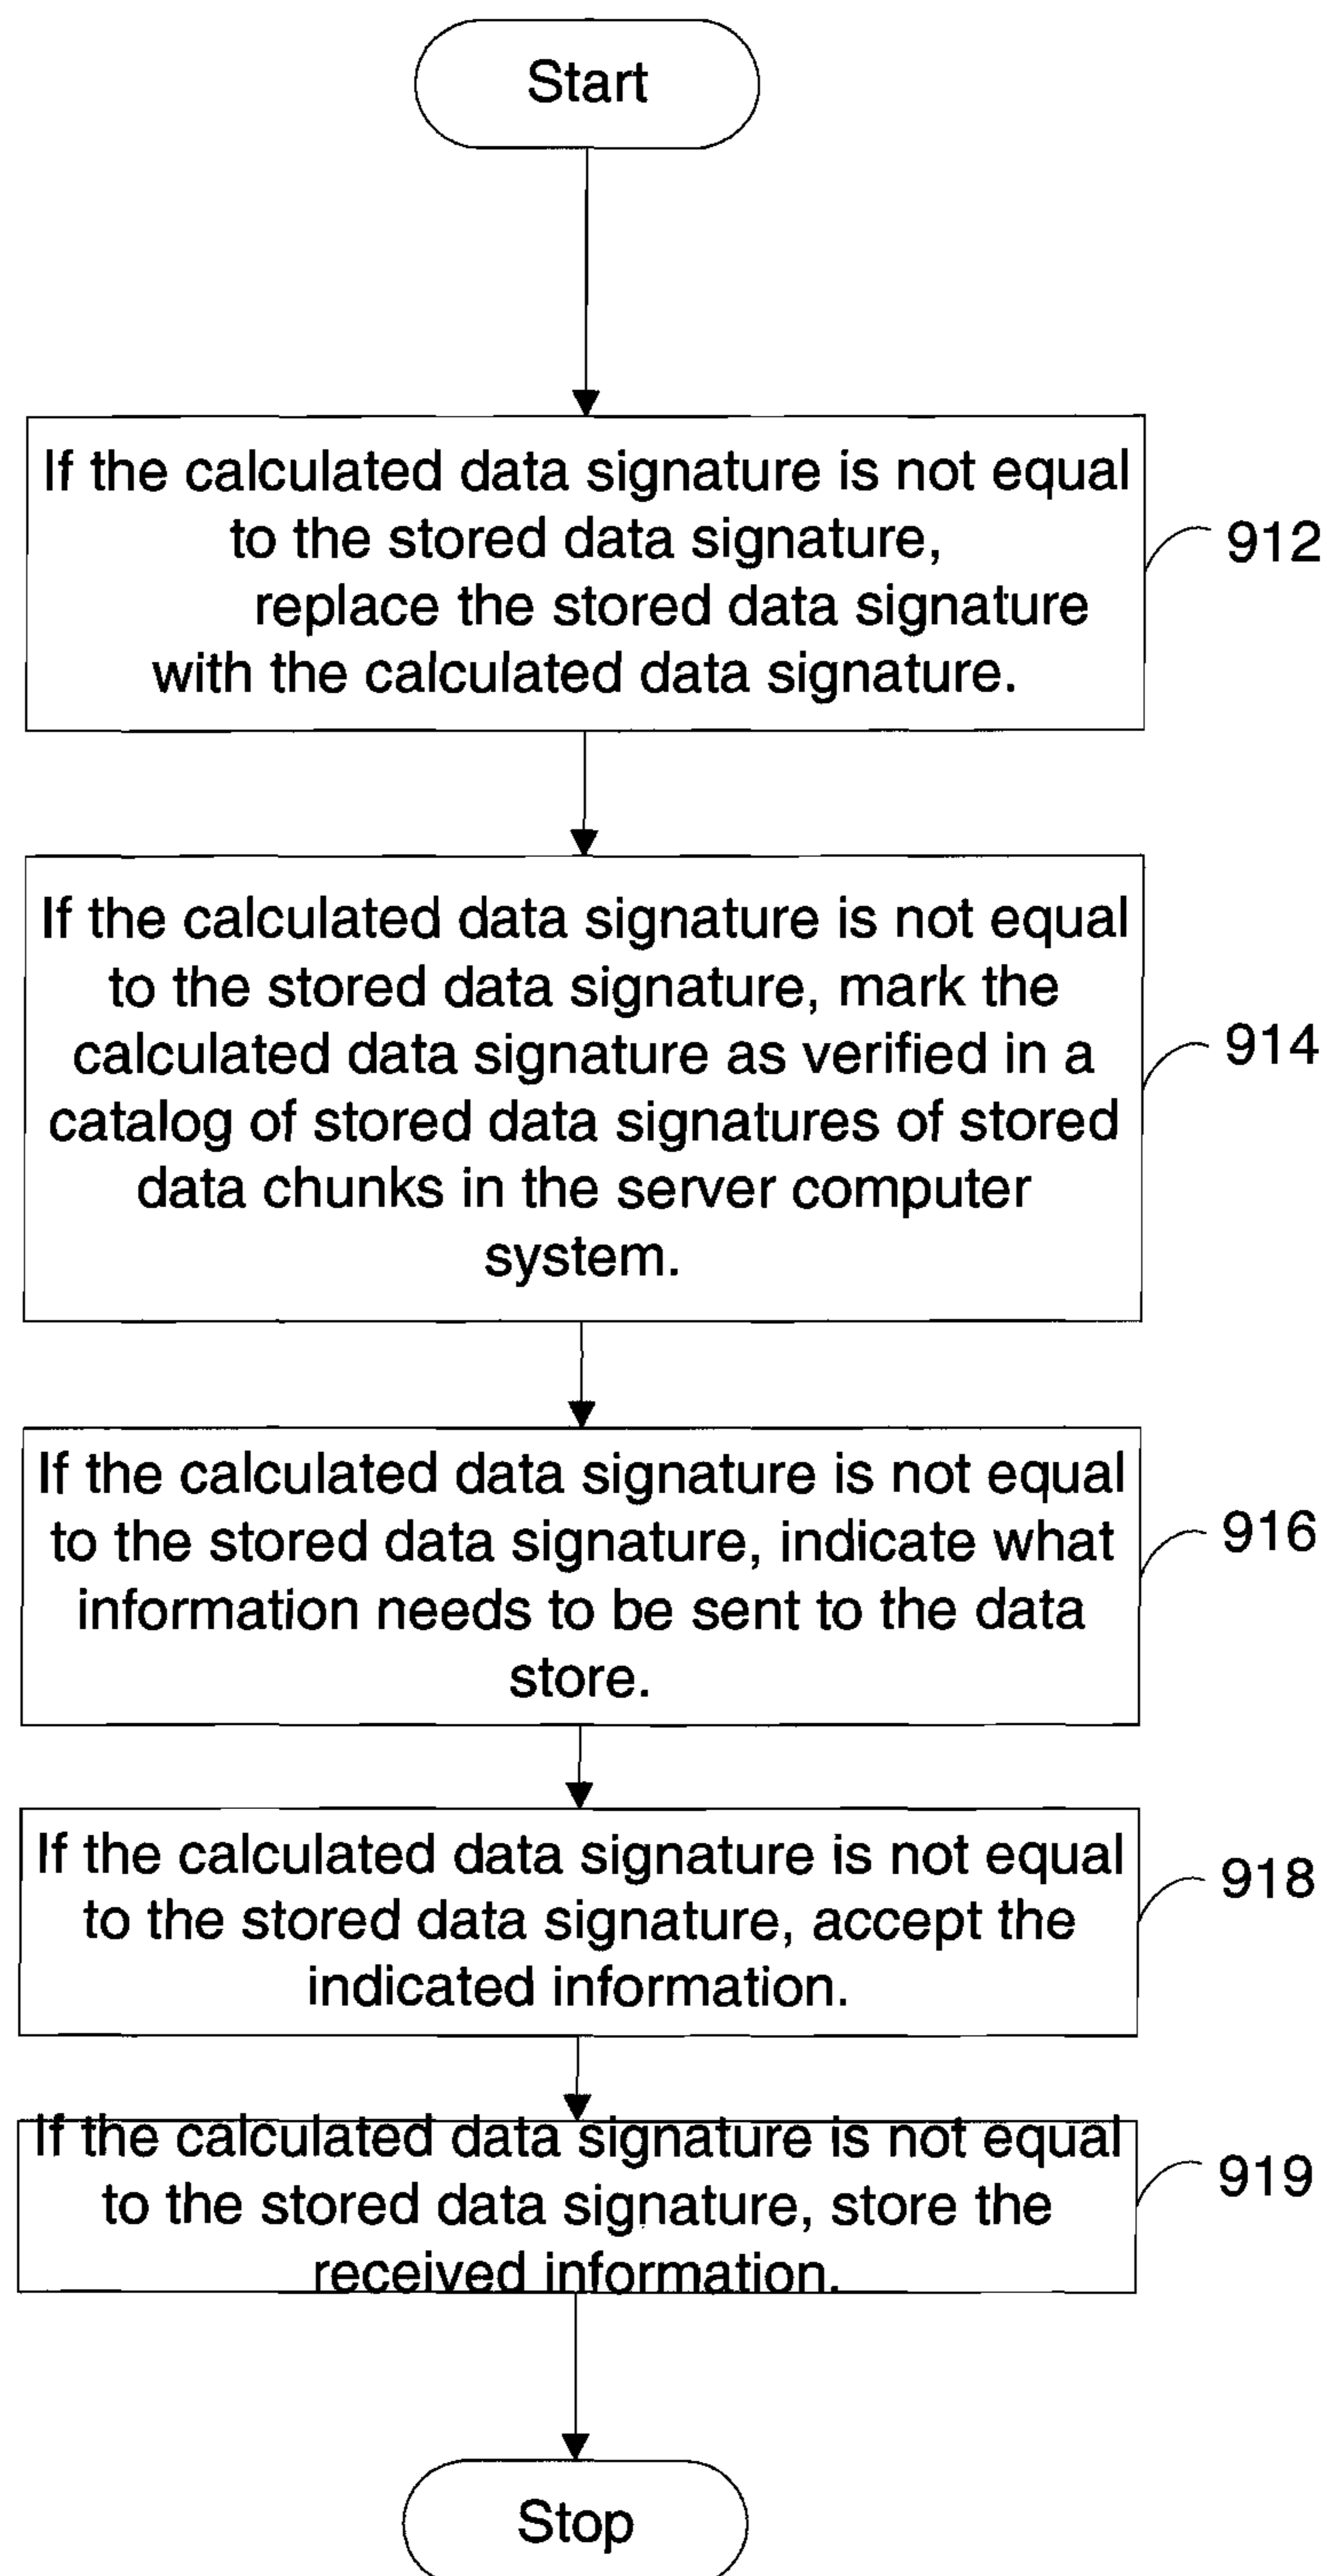 Start
If the calculated data signature is not equal
to the stored data signature,
replace the stored data signature
with the calculated data signature.
912
If the calculated data signature is not equal
to the stored data signature, mark the
calculated data signature as verified in a
catalog of stored data signatures of stored
data chunks in the server computer
system.
914
If the calculated data signature is not equal
to the stored data signature, indicate what
information needs to be sent to the data
store.
916
If the calculated data signature is not equal
to the stored data signature, accept the
indicated information.
918
If the calculated data signature is not equal
to the stored data signature, store the
received information.
919
Stop